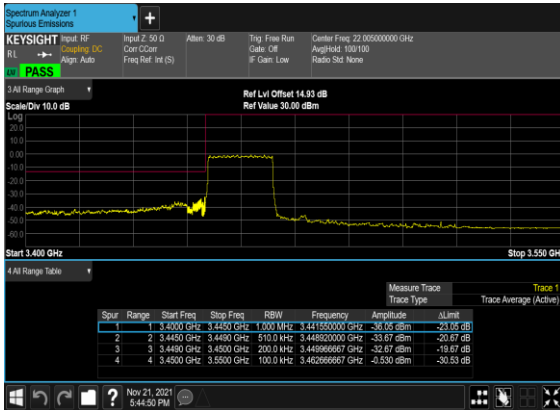 Spectrum Analyzer 1
Spurious Emissions
+
KEYSIGHT Input: RF Input Z: 50 Ω Atten: 30 dB Trig: Free Run Center Freq: 22.005000000 GHz
RL Coupling: DC Corr CCorr Gate: Off Avg|Hold: 100/100
Align: Auto Freq Ref: Int (S) IF Gain: Low Radio Std: None
PASS
3 All Range Graph
Ref Lvl Offset 14.93 dB
Scale/Div 10.0 dB Ref Value 30.00 dBm
Log
20.0
10.0
0.00
-10.0
-20.0
-30.0
-40.0
-50.0
-60.0
Start 3.400 GHz Stop 3.550 GH
4 All Range Table
Measure Trace Trace 1
Trace Type Trace Average (Active)
Spur Range Start Freq Stop Freq RBW Frequency Amplitude ΔLimit
1 1 3.4000 GHz 3.4450 GHz 1.000 MHz 3.441550000 GHz -36.05 dBm -23.05 dB
2 2 3.4450 GHz 3.4490 GHz 510.0 kHz 3.448920000 GHz -33.67 dBm -20.67 dB
3 3 3.4490 GHz 3.4500 GHz 200.0 kHz 3.449966667 GHz -32.67 dBm -19.67 dB
4 4 3.4500 GHz 3.5500 GHz 100.0 kHz 3.462666667 GHz -0.530 dBm -30.53 dB
? Nov 21, 2021
5:44:50 PM